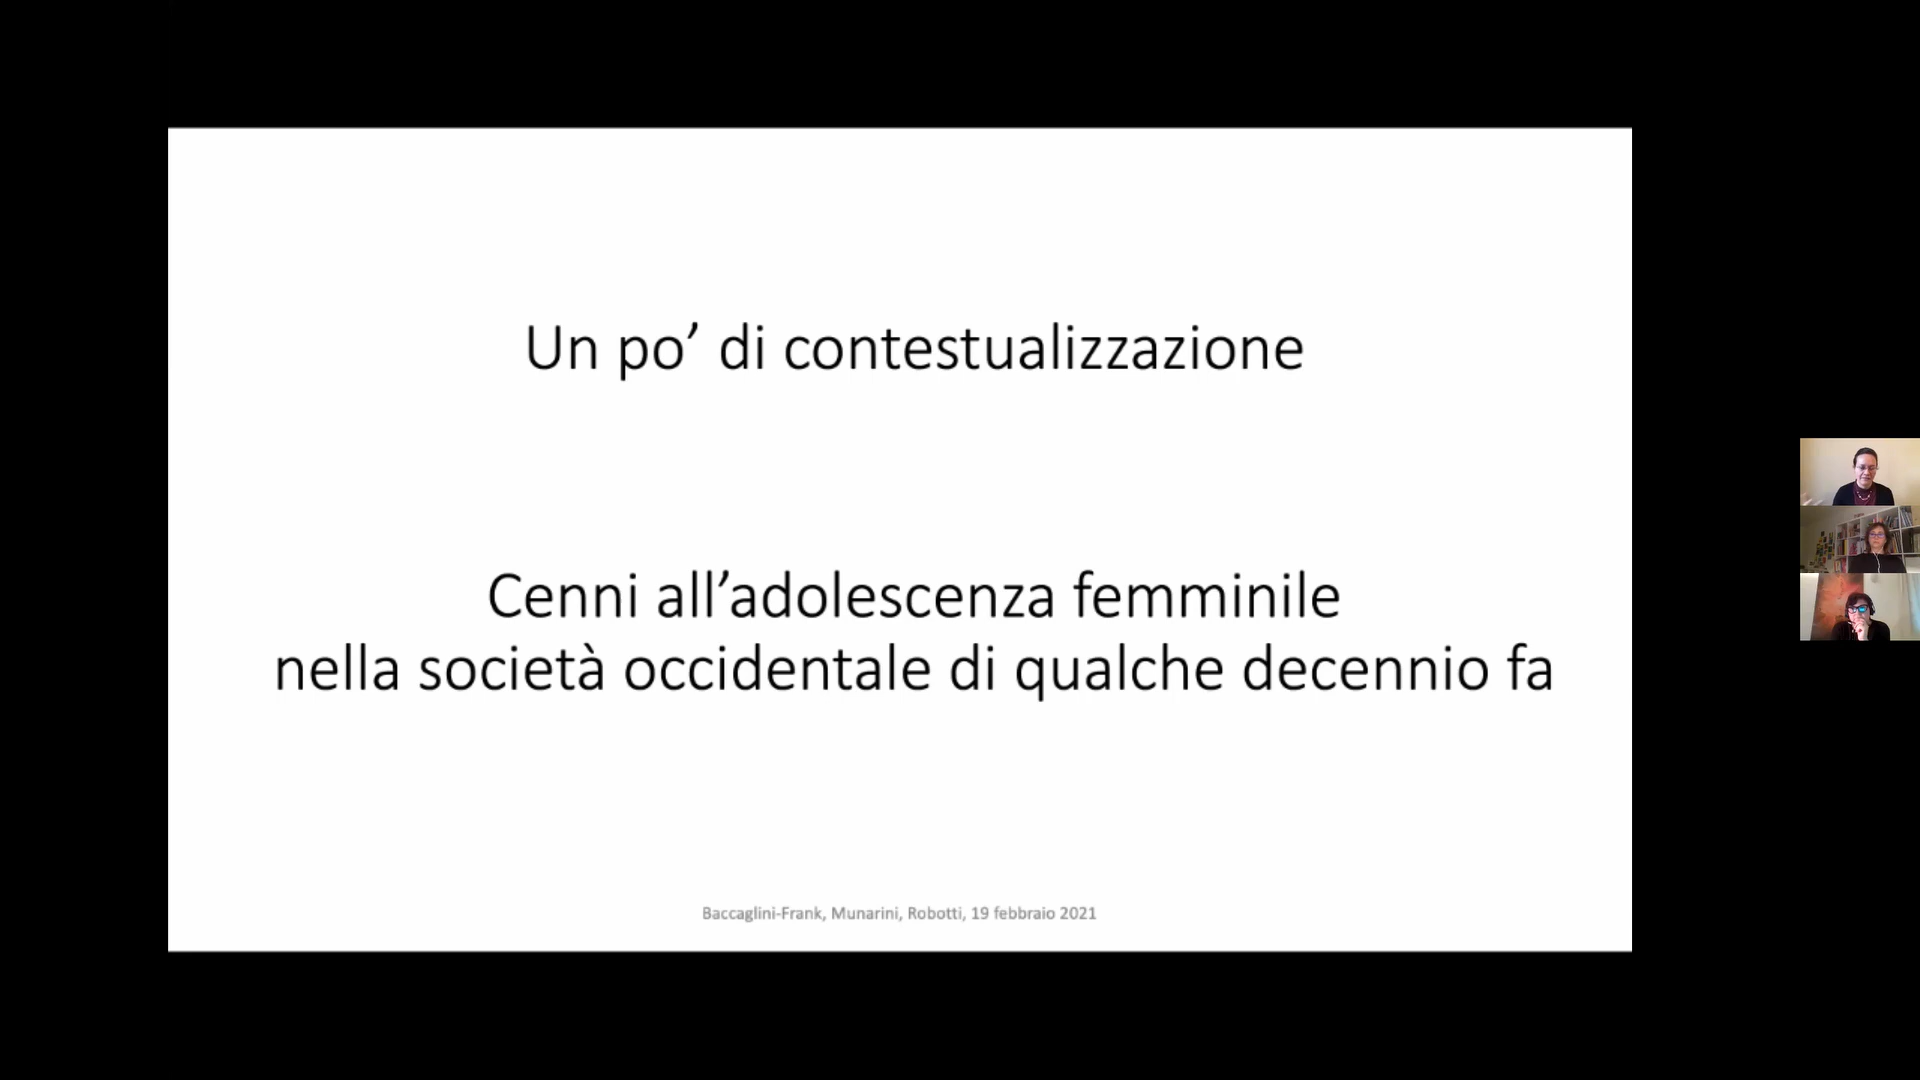 Un po’ di contestualizzazione
Cenni all’adolescenza femminile
nella società occidentale di qualche decennio fa
Baccaglini-Frank, Munarini, Robotti, 19 febbraio 2021